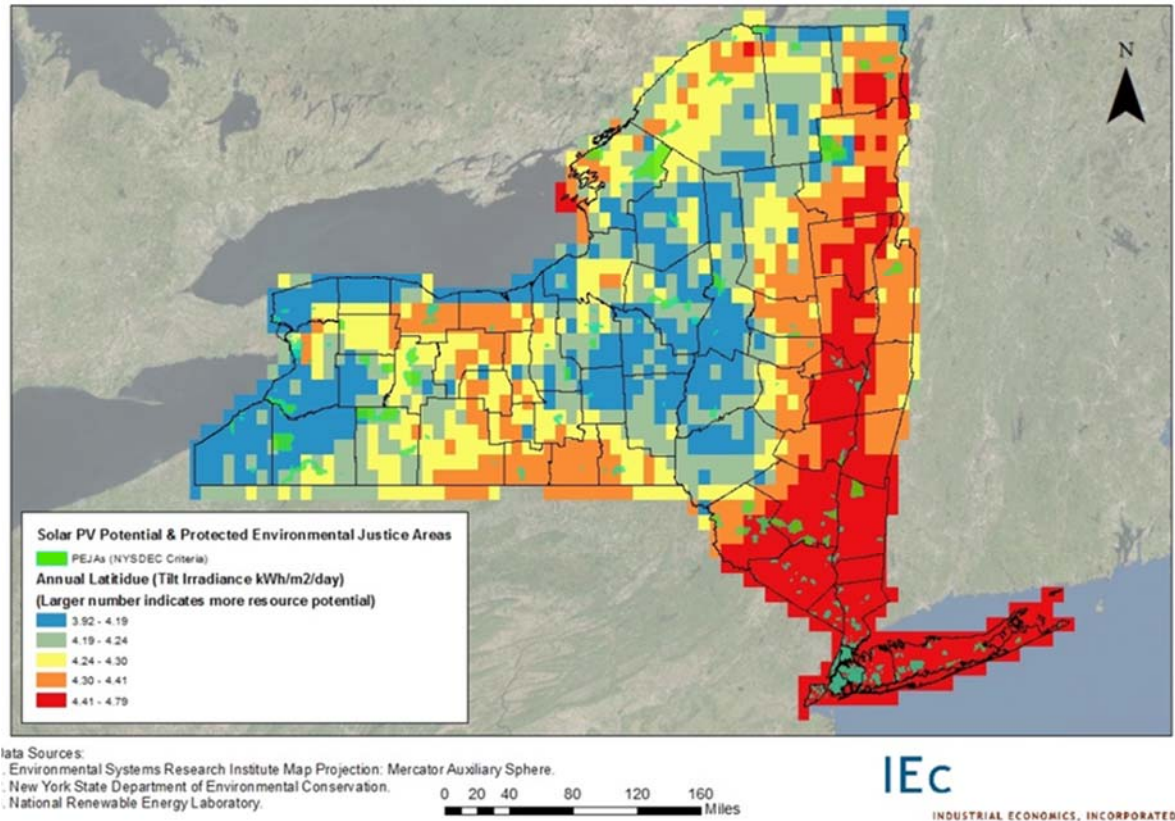 N
Solar PV Potential & Protected Environmental Justice Areas
PEJAs (NYSDEC Criteria)
Annual Latitidue (Tilt Irradiance kWh/m2/day)
(Larger number indicates more resource potential)
3.92 - 4.19
4.19 - 4.24
4.24 - 4.30
4.30 - 4.41
4.41 - 4.79
ata Sources:
. Environmental Systems Research Institute Map Projection: Mercator Auxiliary Sphere.
. New York State Department of Environmental Conservation.
. National Renewable Energy Laboratory.
0 20 40 80 120 160
Miles
IEc
INDUSTRIAL ECONOMICS, INCORPORATE